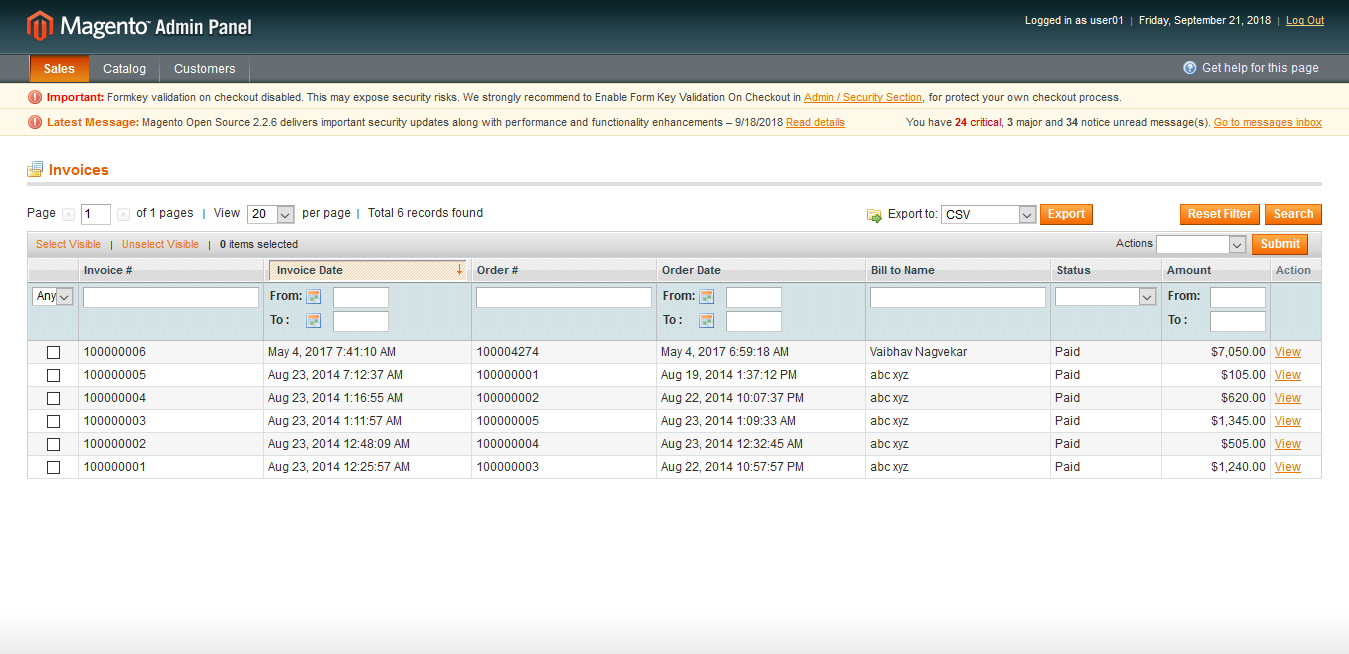 Magento™ Admin Panel
Logged in as user01 | Friday, September 21, 2018 | Log Out
Sales Catalog Customers Get help for this page
Important: Formkey validation on checkout disabled. This may expose security risks. We strongly recommend to Enable Form Key Validation On Checkout in Admin / Security Section, for protect your own checkout process.
Latest Message: Magento Open Source 2.2.6 delivers important security updates along with performance and functionality enhancements – 9/18/2018 Read details You have 24 critical, 3 major and 34 notice unread message(s). Go to messages inbox
Invoices
Page 1 of 1 pages | View 20 per page | Total 6 records found Export to: CSV Export Reset Filter Search
Select Visible | Unselect Visible | 0 items selected Actions Submit
Invoice # Invoice Date Order # Order Date Bill to Name Status Amount Action
Any From: From: From:
To : To : To :
100000006 May 4, 2017 7:41:10 AM 100004274 May 4, 2017 6:59:18 AM Vaibhav Nagvekar Paid $7,050.00 View
100000005 Aug 23, 2014 7:12:37 AM 100000001 Aug 19, 2014 1:37:12 PM abc xyz Paid $105.00 View
100000004 Aug 23, 2014 1:16:55 AM 100000002 Aug 22, 2014 10:07:37 PM abc xyz Paid $620.00 View
100000003 Aug 23, 2014 1:11:57 AM 100000005 Aug 23, 2014 1:09:33 AM abc xyz Paid $1,345.00 View
100000002 Aug 23, 2014 12:48:09 AM 100000004 Aug 23, 2014 12:32:45 AM abc xyz Paid $505.00 View
100000001 Aug 23, 2014 12:25:57 AM 100000003 Aug 22, 2014 10:57:57 PM abc xyz Paid $1,240.00 View